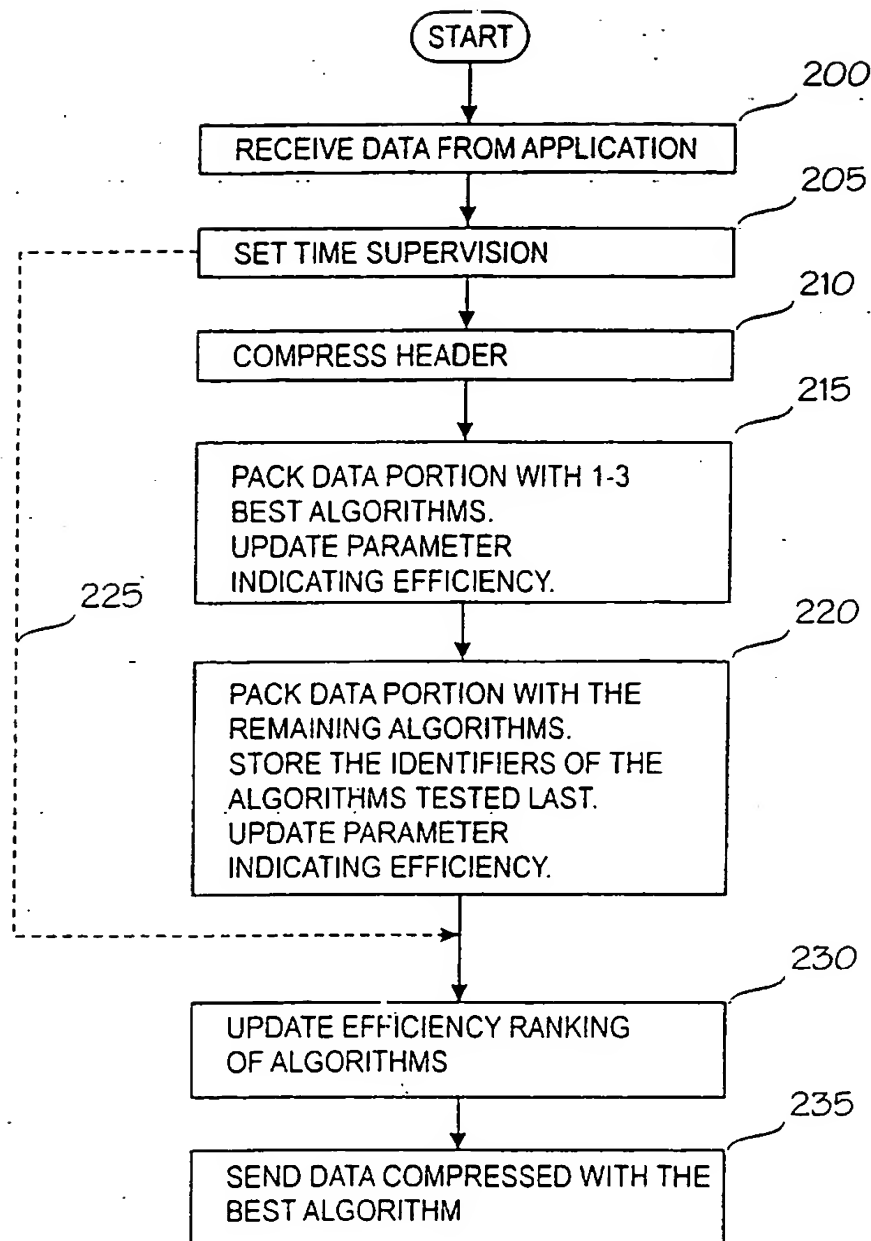 START
200
RECEIVE DATA FROM APPLICATION
205
SET TIME SUPERVISION
210
COMPRESS HEADER
215
PACK DATA PORTION WITH 1-3
BEST ALGORITHMS.
UPDATE PARAMETER
INDICATING EFFICIENCY.
225
220
PACK DATA PORTION WITH THE
REMAINING ALGORITHMS.
STORE THE IDENTIFIERS OF THE
ALGORITHMS TESTED LAST.
UPDATE PARAMETER
INDICATING EFFICIENCY.
230
UPDATE EFFICIENCY RANKING
OF ALGORITHMS
235
SEND DATA COMPRESSED WITH THE
BEST ALGORITHM